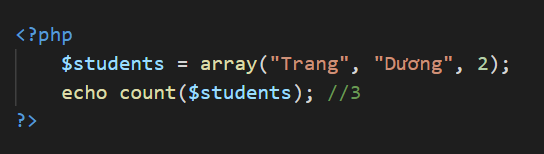 <?php
$students = array("Trang", "Dương", 2);
echo count($students); //3
?>